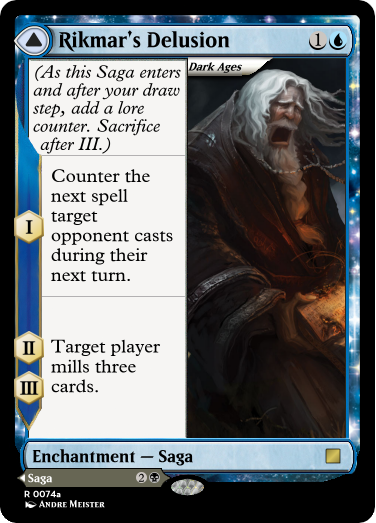 Rikmar's Delusion 1
Dark Ages
(As this Saga enters
and after your draw
step, add a lore
counter. Sacrifice
after III.)
I
Counter the
next spell
target
opponent casts
during their
next turn.
II
III
Target player
mills three
cards.
Enchantment — Saga
Saga 2
R 0074a
Andre Meister